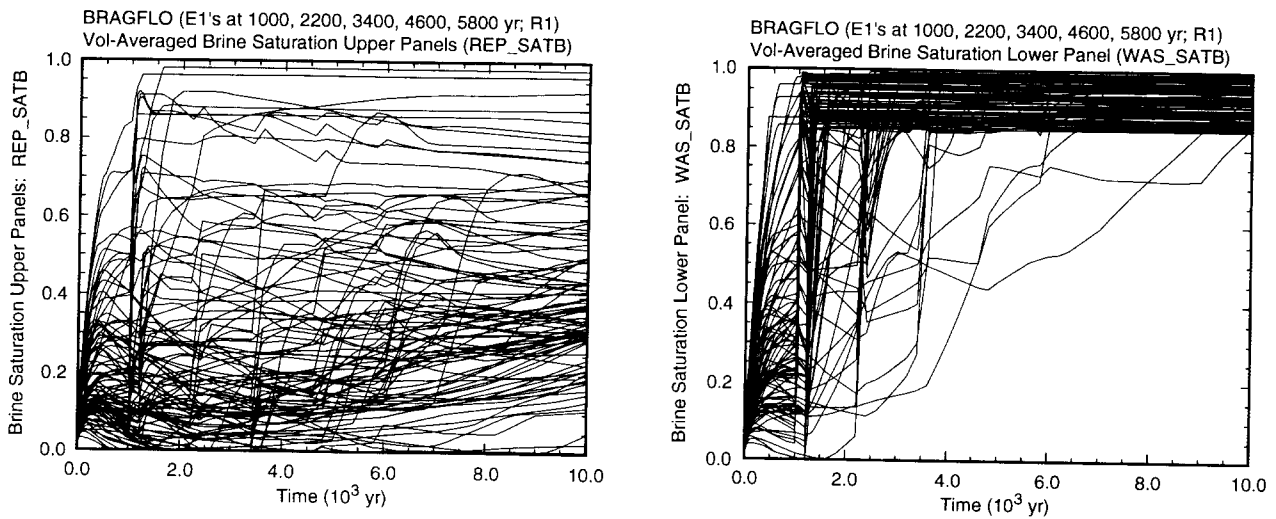 BRAGFLO (E1's at 1000, 2200, 3400, 4600, 5800 yr; R1)
Vol-Averaged Brine Saturation Upper Panels (REP_SATB)
Brine Saturation Upper Panels: REP_SATB
1.0
0.8
0.6
0.4
0.2
0.0
0.0 2.0 4.0 6.0 8.0 10.0
Time (10³ yr)
BRAGFLO (E1's at 1000, 2200, 3400, 4600, 5800 yr; R1)
Vol-Averaged Brine Saturation Lower Panel (WAS_SATB)
Brine Saturation Lower Panel: WAS_SATB
1.0
0.8
0.6
0.4
0.2
0.0
0.0 2.0 4.0 6.0 8.0 10.0
Time (10³ yr)